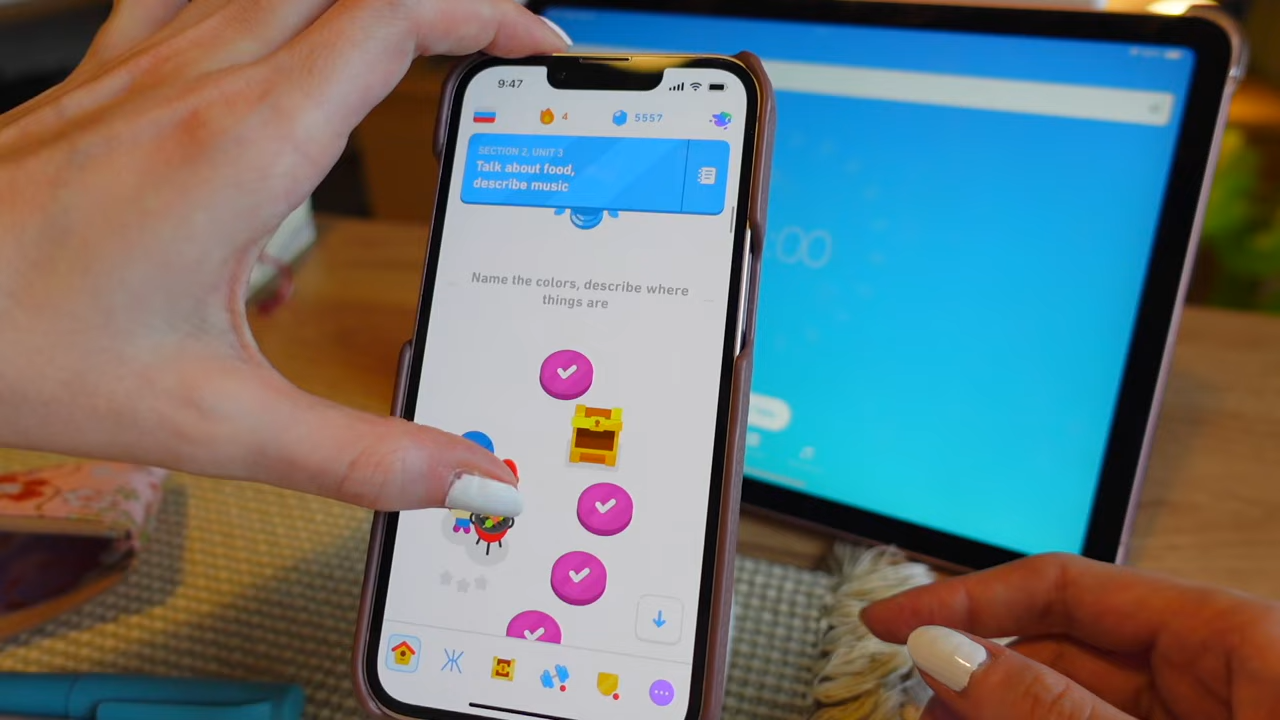 9:47
4
5557
SECTION 2, UNIT 3
Talk about food,
describe music
:00
Name the colors, describe where
things are
Ж